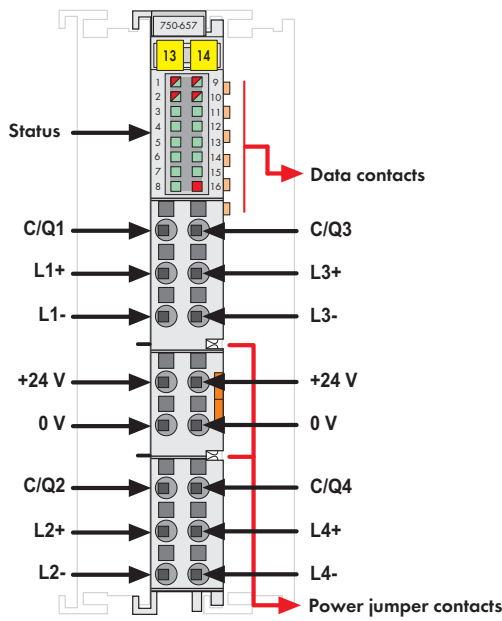 750-657
13 14
1 9
2 10
3 11
4 12
5 13
6 14
7 15
8 16
Status
Data contacts
C/Q1 C/Q3
L1+ L3+
L1- L3-
+24 V +24 V
0 V 0 V
C/Q2 C/Q4
L2+ L4+
L2- L4-
Power jumper contacts